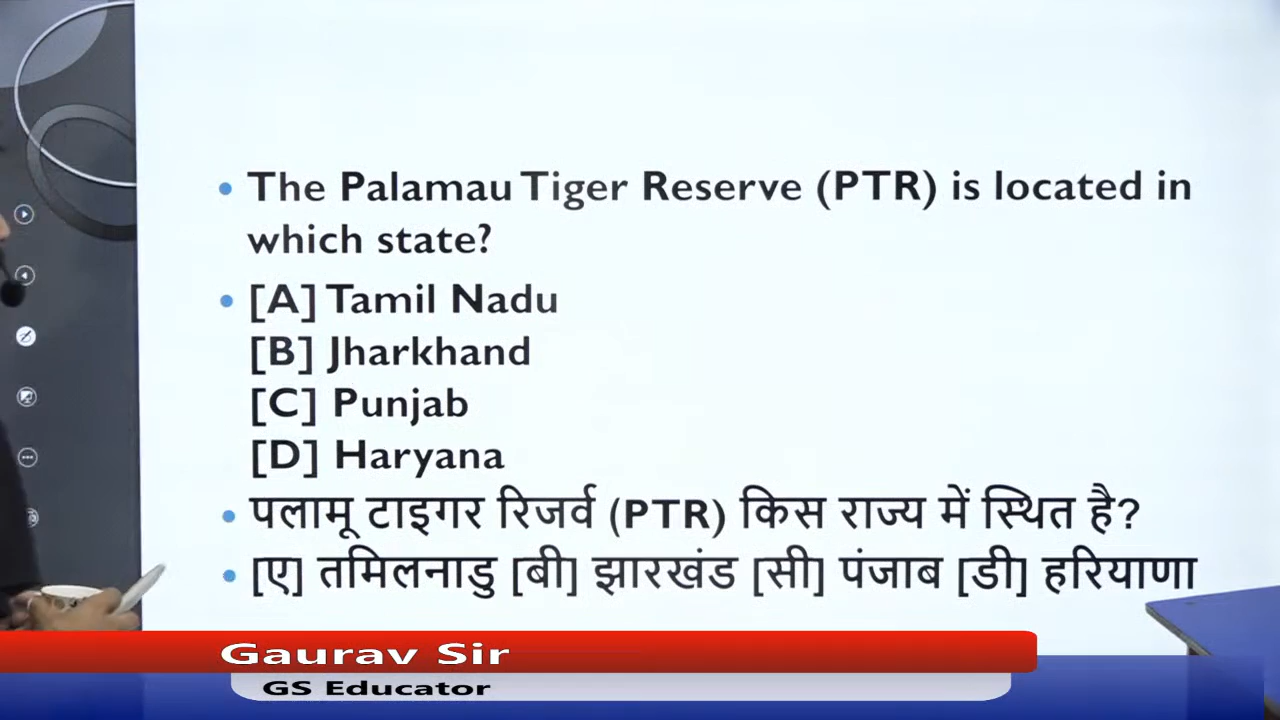 The Palamau Tiger Reserve (PTR) is located in
which state?
[A] Tamil Nadu
[B] Jharkhand
[C] Punjab
[D] Haryana
पलामू टाइगर रिजर्व (PTR) किस राज्य में स्थित है?
[ए] तमिलनाडु [बी] झारखंड [सी] पंजाब [डी] हरियाणा
Gaurav Sir
GS Educator